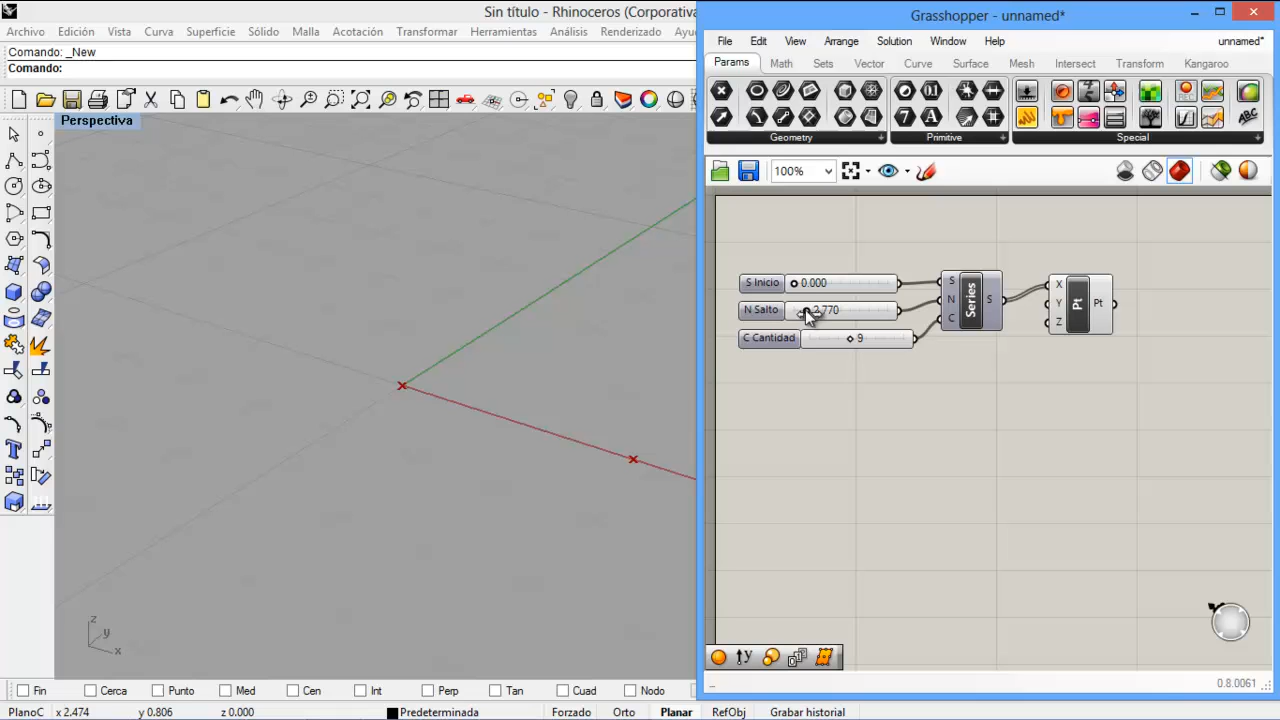 Sin título - Rhinoceros (Corporativa
Archivo Edición Vista Curva Superficie Sólido Malla Acotación Transformar Herramientas Análisis Renderizado
Comando: _New
Comando:
Perspectiva
z
y
x
Fin Cerca Punto Med Cen Int Perp Tan Cuad Nodo
PlanoC x 2.474 y 0.806 z 0.000 Predeterminada Forzado Orto Planar RefObj Grabar historial
Grasshopper - unnamed*
File Edit View Arrange Solution Window Help unnamed*
Params Math Sets Vector Curve Surface Mesh Intersect Transform Kangaroo
Geometry Primitive Special
100%
S Inicio 0.000
N Salto 2.770
C Cantidad 9
S
N
C
Series
S
X
Y
Z
Pt
Pt
0.8.0061